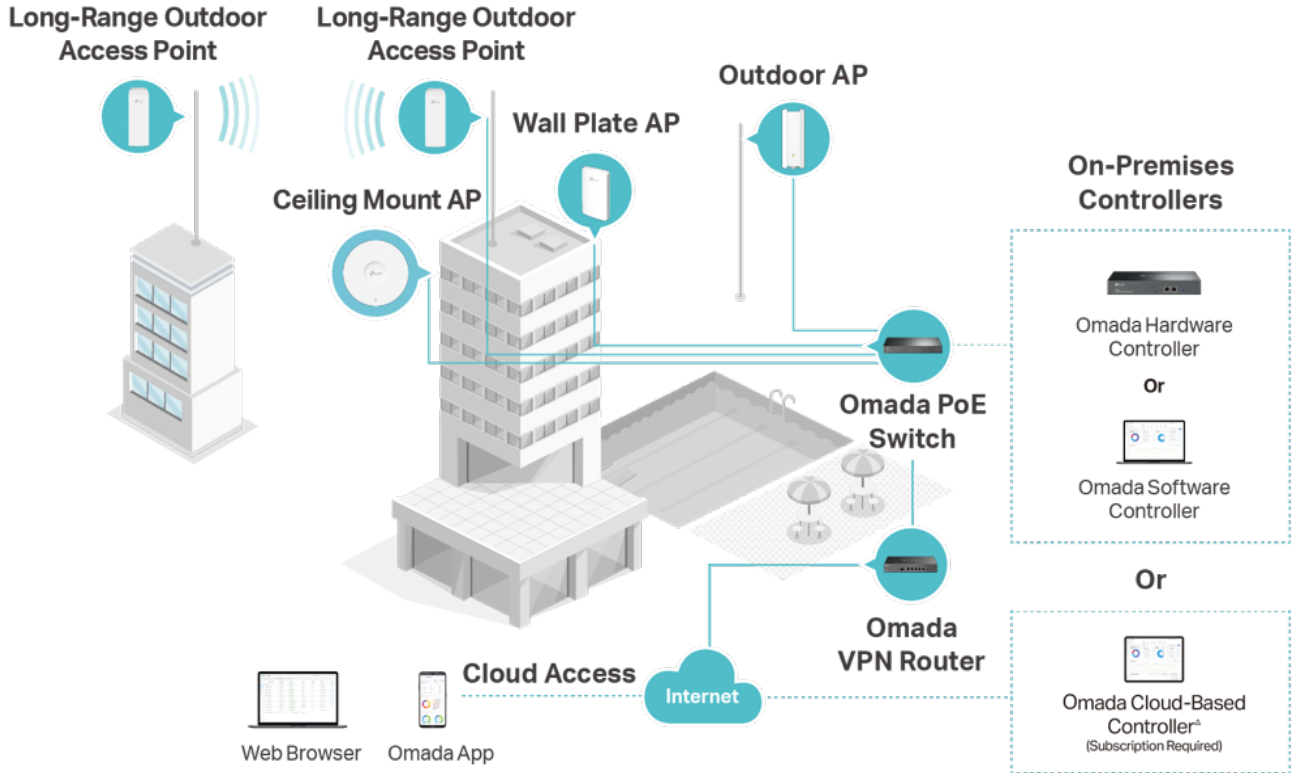 Long-Range Outdoor
Access Point
Long-Range Outdoor
Access Point
Outdoor AP
Wall Plate AP
Ceiling Mount AP
On-Premises
Controllers
Omada Hardware
Controller
Or
Omada Software
Controller
Omada PoE
Switch
Or
Omada
VPN Router
Cloud Access
Internet
Omada Cloud-Based
Controller△
(Subscription Required)
Web Browser
Omada App